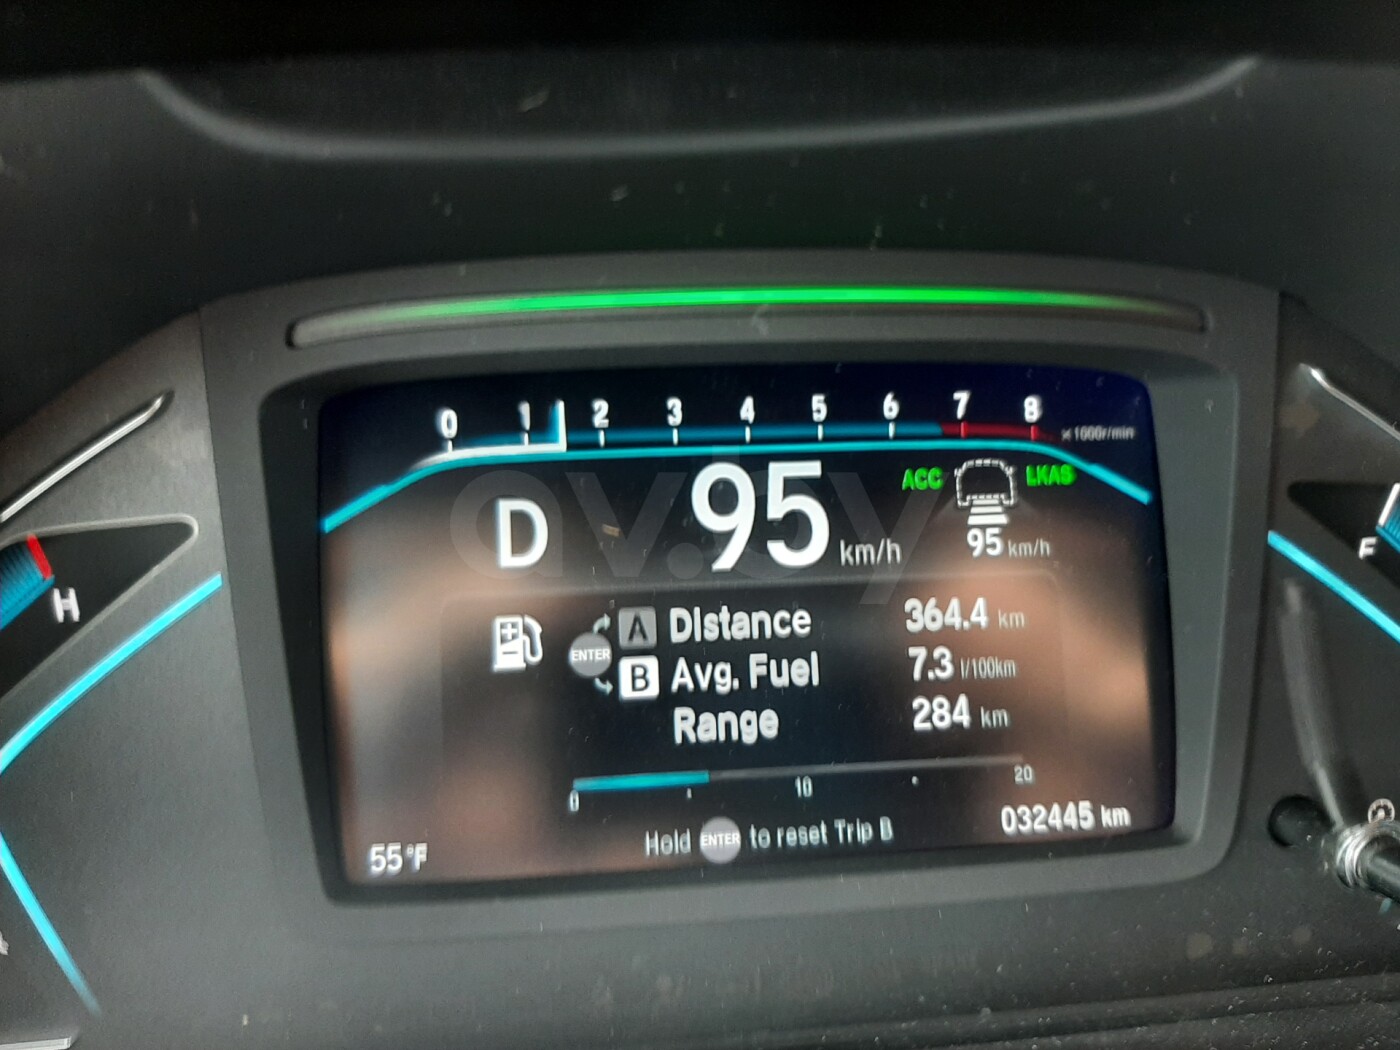 0 1 2 3 4 5 6 7 8 x1000r/min
D 95 km/h ACC LKAS
95 km/h
H
F
A Distance 364.4 km
ENTER
B Avg. Fuel 7.3 l/100km
Range 284 km
0 10 20
Hold ENTER to reset Trip B
032445 km
55°F
av.by